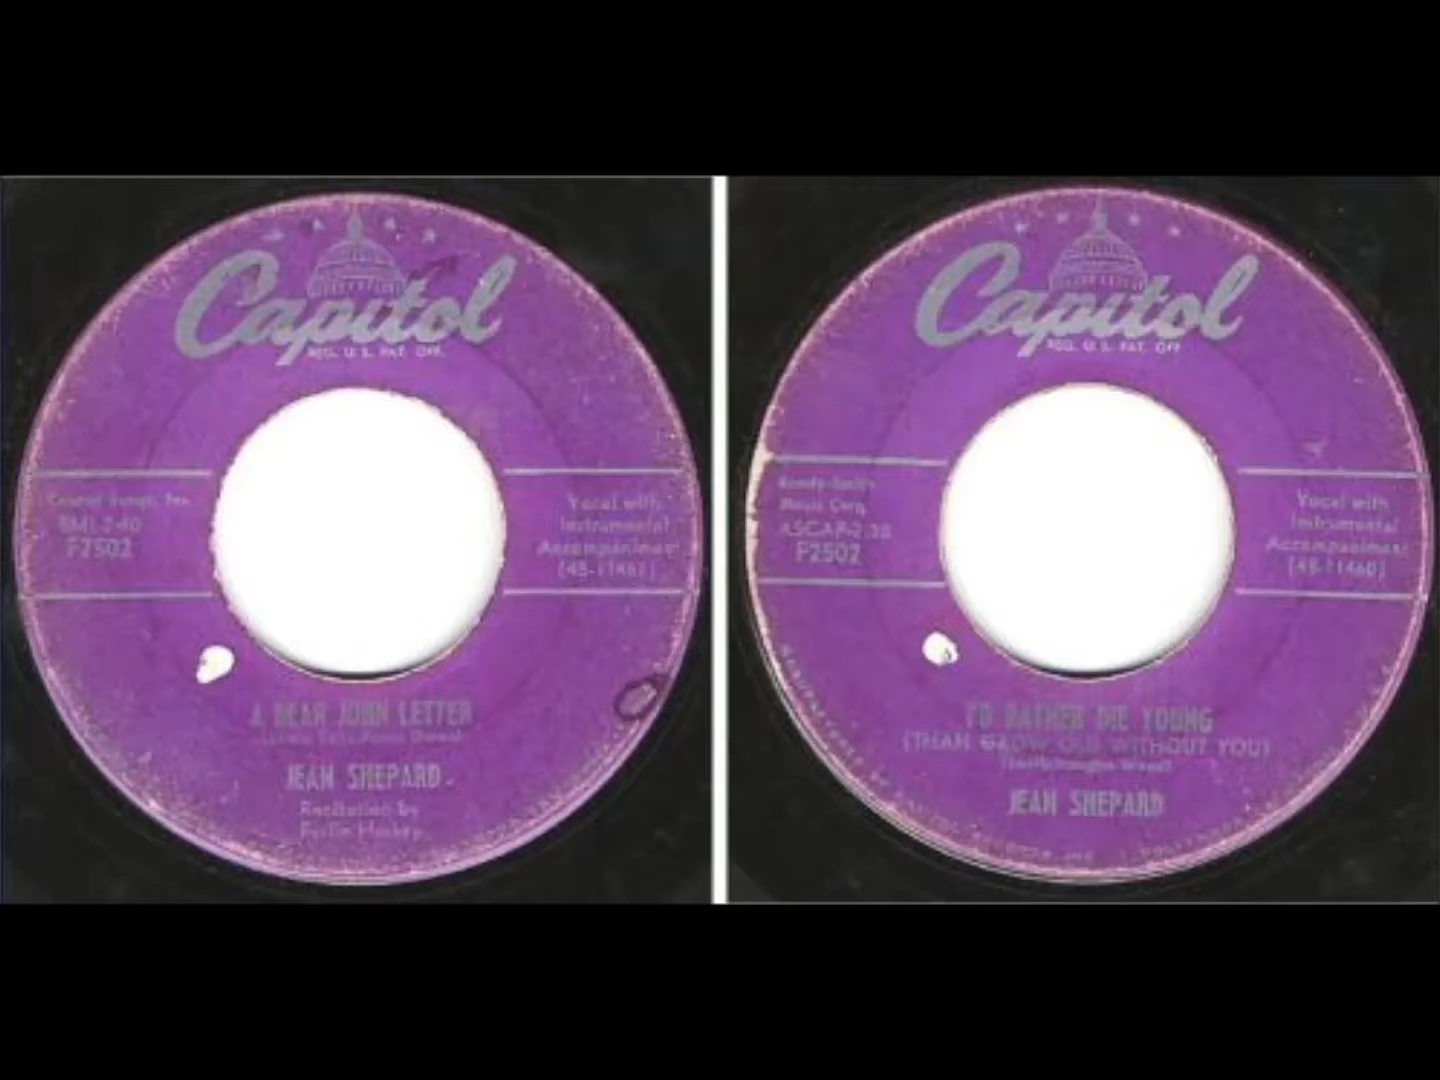 Capitol
REG. U. S. PAT. OFF.
BMI-2:40
F2502
Vocal with
Instrumental
(45-11461)
A DEAR JOHN LETTER
JEAN SHEPARD
Recitation by
Capitol
REG. U. S. PAT. OFF.
Music Corp.
ASCAP-2:30
F2502
Vocal with
Instrumental
(45-11460)
I'D RATHER DIE YOUNG
(THAN GROW OLD WITHOUT YOU)
JEAN SHEPARD